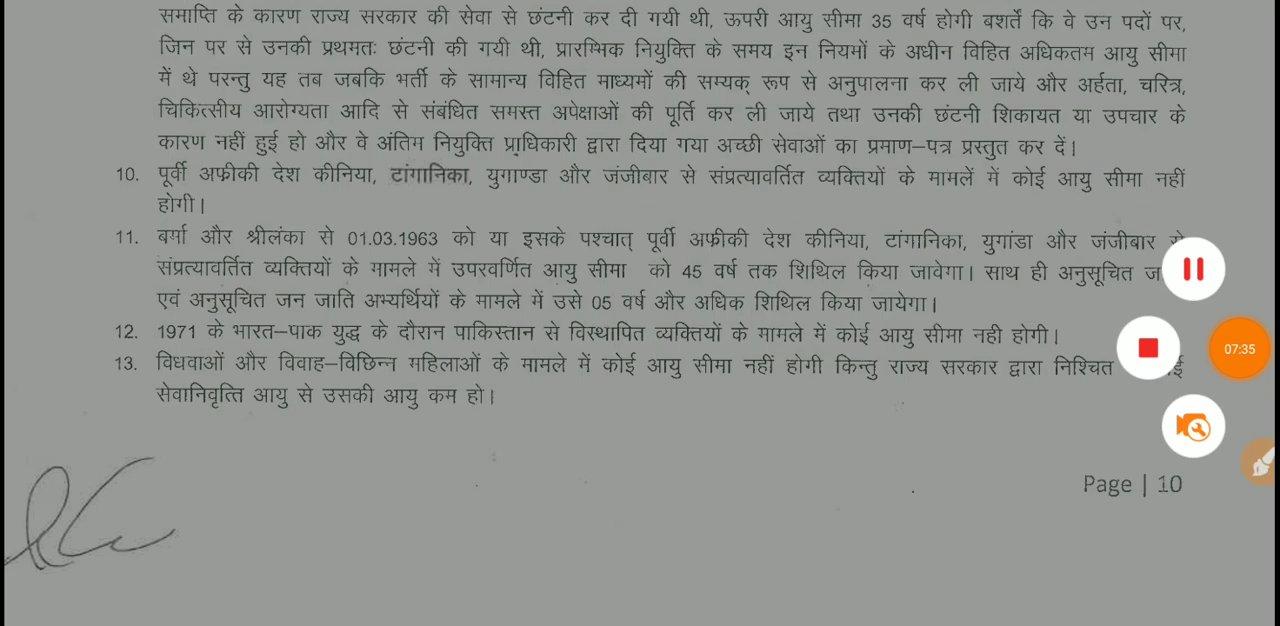 समाप्ति के कारण राज्य सरकार की सेवा से छंटनी कर दी गयी थी, ऊपरी आयु सीमा 35 वर्ष होगी बशर्तें कि वे उन पदों पर,
जिन पर से उनकी प्रथमतः छंटनी की गयी थी, प्रारम्भिक नियुक्ति के समय इन नियमों के अधीन विहित अधिकतम आयु सीमा
में थे परन्तु यह तब जबकि भर्ती के सामान्य विहित माध्यमों की सम्यक् रूप से अनुपालना कर ली जाये और अर्हता, चरित्र,
चिकित्सीय आरोग्यता आदि से संबंधित समस्त अपेक्षाओं की पूर्ति कर ली जाये तथा उनकी छंटनी शिकायत या उपचार के
कारण नहीं हुई हो और वे अंतिम नियुक्ति प्राधिकारी द्वारा दिया गया अच्छी सेवाओं का प्रमाण–पत्र प्रस्तुत कर दें।
10. पूर्वी अफ्रीकी देश कीनिया, टांगानिका, युगाण्डा और जंजीबार से संप्रत्यावर्तित व्यक्तियों के मामलें में कोई आयु सीमा नहीं
होगी।
11. बर्मा और श्रीलंका से 01.03.1963 को या इसके पश्चात् पूर्वी अफ्रीकी देश कीनिया, टांगानिका, युगांडा और जंजीबार
संप्रत्यावर्तित व्यक्तियों के मामले में उपरवर्णित आयु सीमा को 45 वर्ष तक शिथिल किया जावेगा। साथ ही अनुसूचित
एवं अनुसूचित जन जाति अभ्यर्थियों के मामले में उसे 05 वर्ष और अधिक शिथिल किया जायेगा।
12. 1971 के भारत–पाक युद्ध के दौरान पाकिस्तान से विस्थापित व्यक्तियों के मामले में कोई आयु सीमा नही होगी।
13. विधवाओं और विवाह–विछिन्न महिलाओं के मामले में कोई आयु सीमा नहीं होगी किन्तु राज्य सरकार द्वारा निश्चित
सेवानिवृत्ति आयु से उसकी आयु कम हो।
07:35
Page | 10